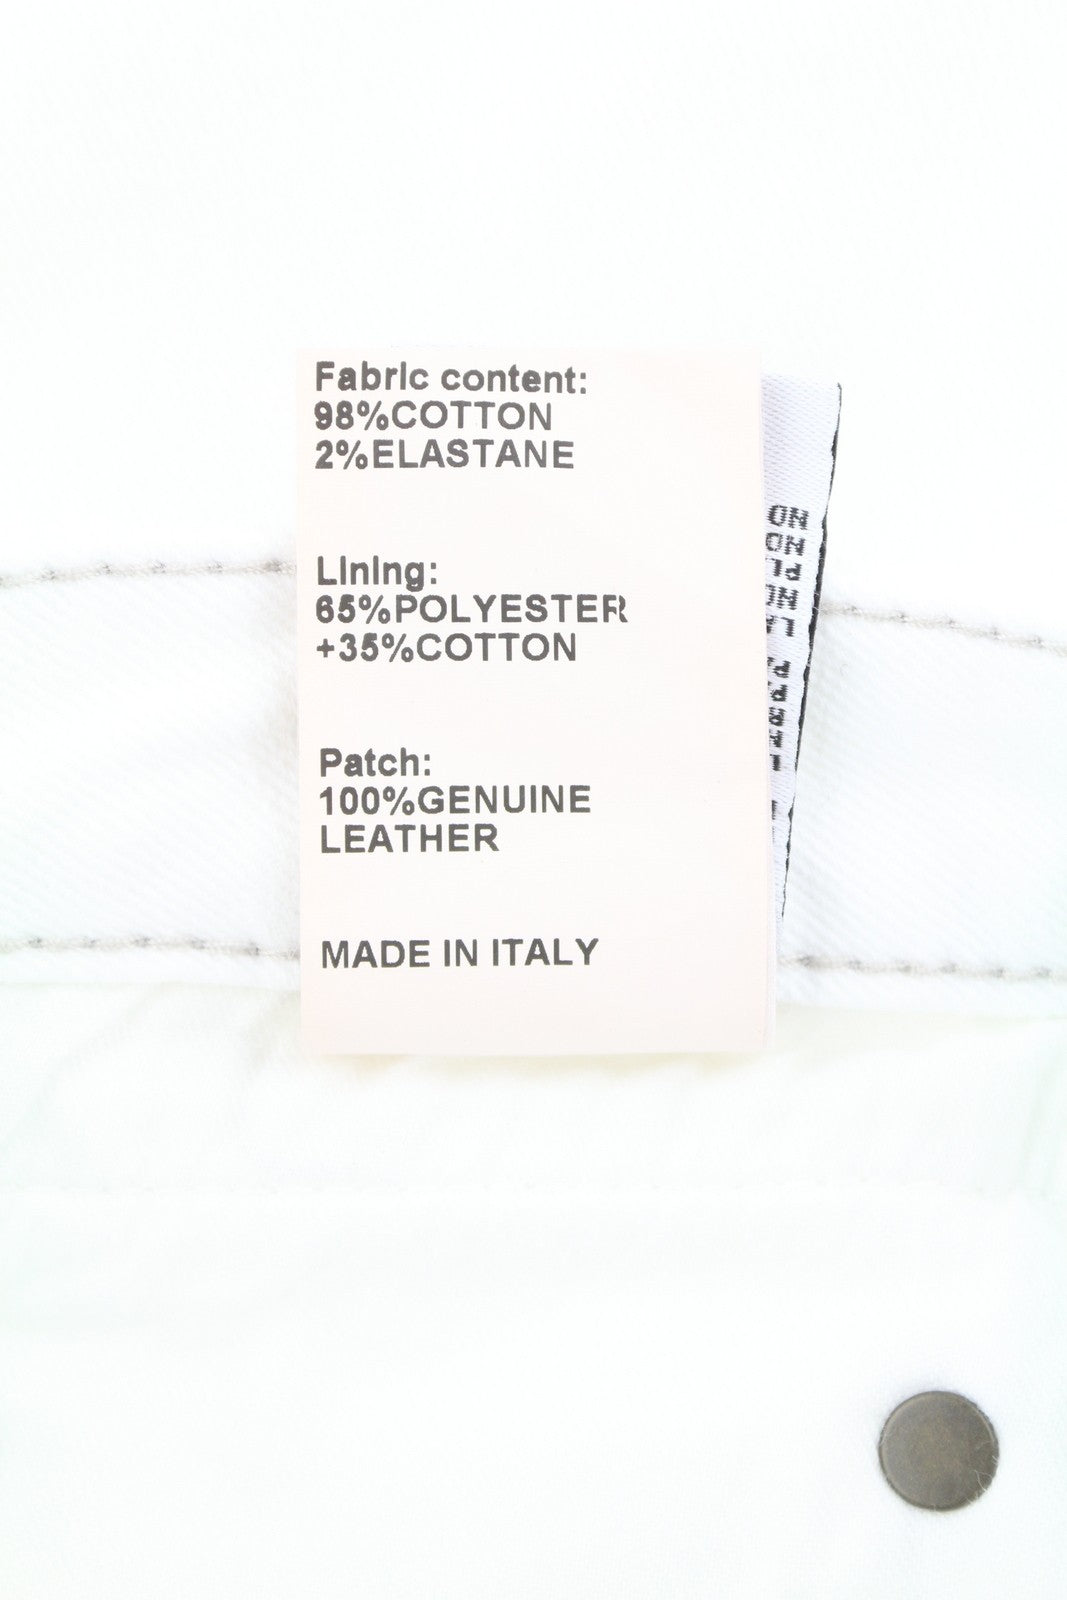 Fabric content:
98%COTTON
2%ELASTANE
Lining:
65%POLYESTER
+35%COTTON
Patch:
100%GENUINE
LEATHER
MADE IN ITALY